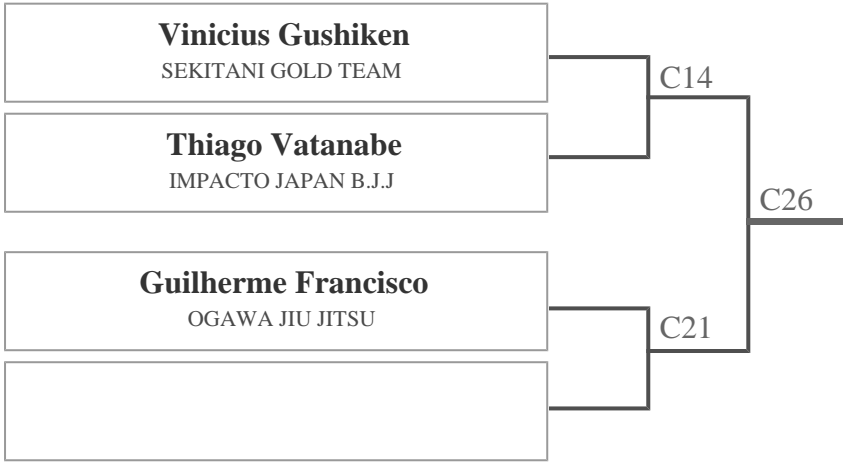 Vinicius Gushiken
SEKITANI GOLD TEAM
C14
Thiago Vatanabe
IMPACTO JAPAN B.J.J
C26
Guilherme Francisco
OGAWA JIU JITSU
C21